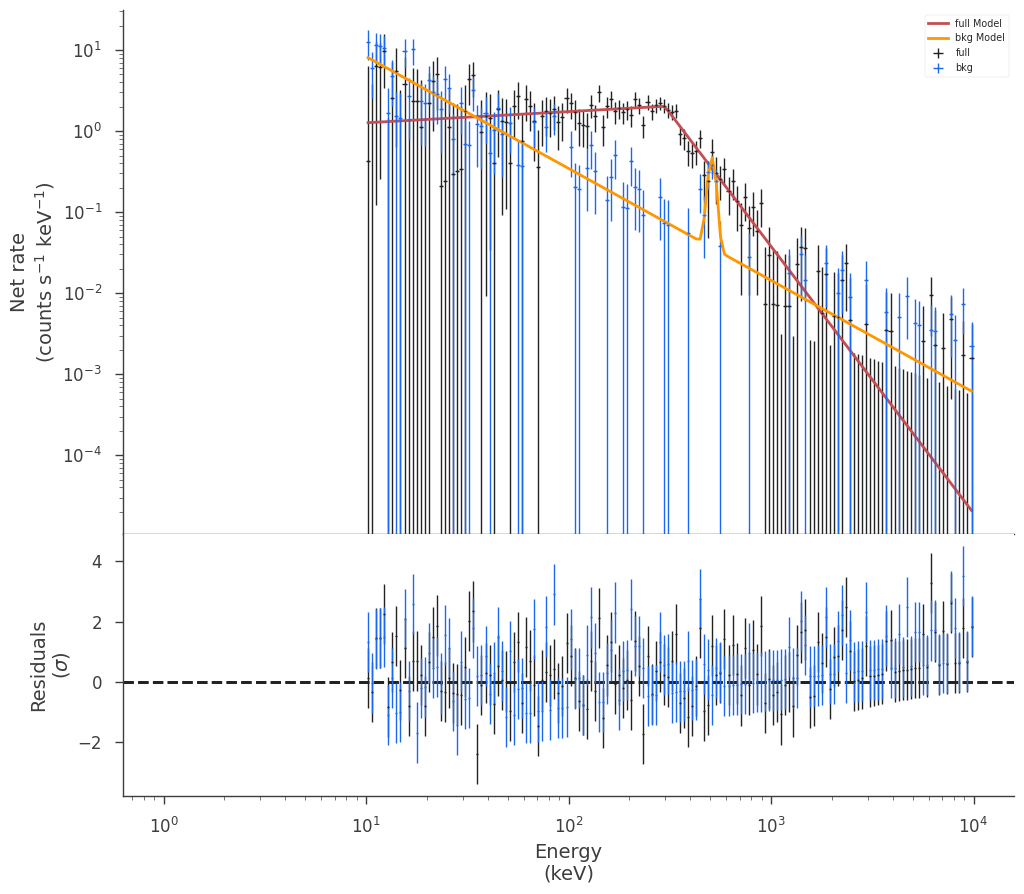 full Model
bkg Model
full
bkg
10¹
10⁰
10⁻¹
10⁻²
10⁻³
10⁻⁴
Net rate
(counts s⁻¹ keV⁻¹)
4
2
0
−2
Residuals
(σ)
10⁰ 10¹ 10² 10³ 10⁴
Energy
(keV)